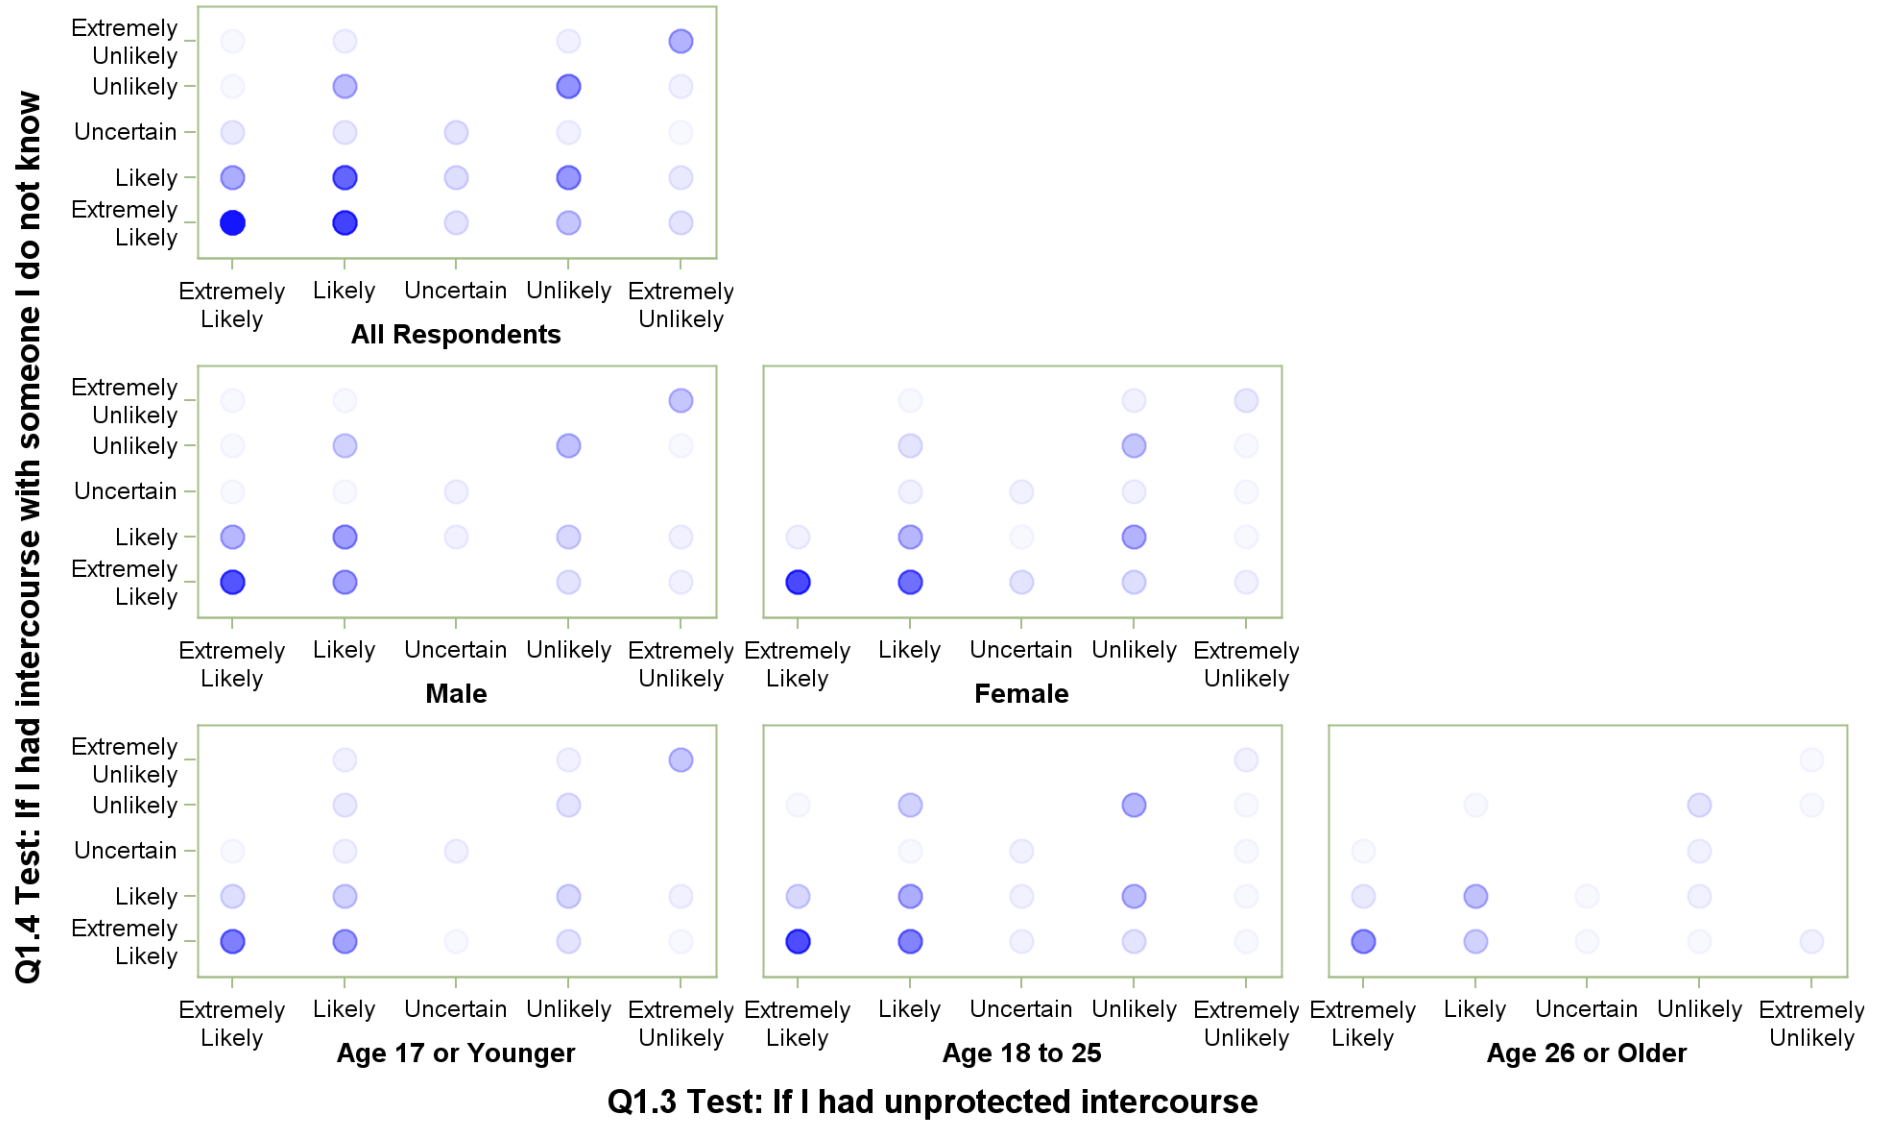 Q1.4 Test: If I had intercourse with someone I do not know
Extremely
Unlikely
Unlikely
Uncertain
Likely
Extremely
Likely
Extremely
Likely
Likely
Uncertain
Unlikely
Extremely
Unlikely
All Respondents
Extremely
Unlikely
Unlikely
Uncertain
Likely
Extremely
Likely
Extremely
Likely
Likely
Uncertain
Unlikely
Extremely
Unlikely
Male
Extremely
Likely
Likely
Uncertain
Unlikely
Extremely
Unlikely
Female
Extremely
Unlikely
Unlikely
Uncertain
Likely
Extremely
Likely
Extremely
Likely
Likely
Uncertain
Unlikely
Extremely
Unlikely
Age 17 or Younger
Extremely
Likely
Likely
Uncertain
Unlikely
Extremely
Unlikely
Age 18 to 25
Extremely
Likely
Likely
Uncertain
Unlikely
Extremely
Unlikely
Age 26 or Older
Q1.3 Test: If I had unprotected intercourse